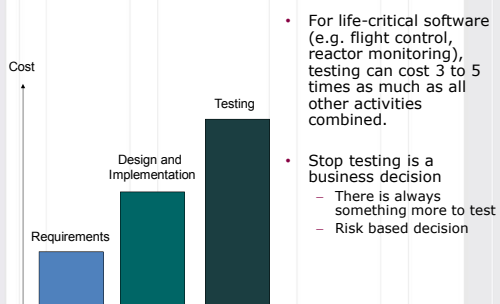 Cost
Testing
Design and
Implementation
Requirements
• For life-critical software
(e.g. flight control,
reactor monitoring),
testing can cost 3 to 5
times as much as all
other activities
combined.
• Stop testing is a
business decision
– There is always
something more to test
– Risk based decision